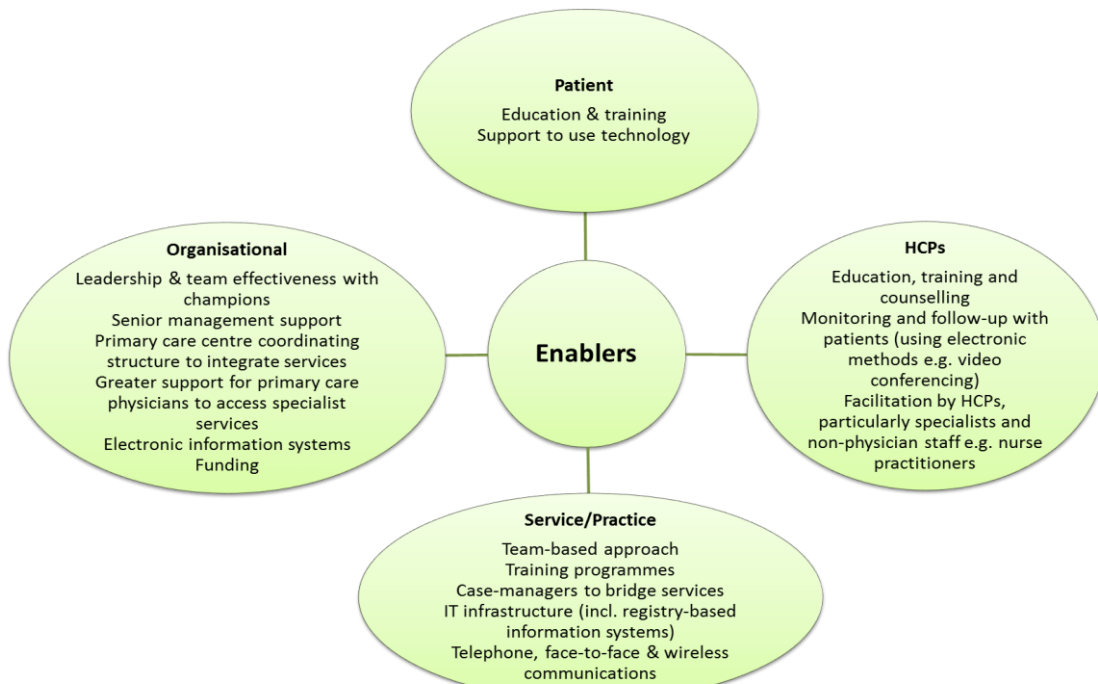 Patient
Education & training
Support to use technology
Organisational
Leadership & team effectiveness with
champions
Senior management support
Primary care centre coordinating
structure to integrate services
Greater support for primary care
physicians to access specialist
services
Electronic information systems
Funding
Enablers
HCPs
Education, training and
counselling
Monitoring and follow-up with
patients (using electronic
methods e.g. video
conferencing)
Facilitation by HCPs,
particularly specialists and
non-physician staff e.g. nurse
practitioners
Service/Practice
Team-based approach
Training programmes
Case-managers to bridge services
IT infrastructure (incl. registry-based
information systems)
Telephone, face-to-face & wireless
communications